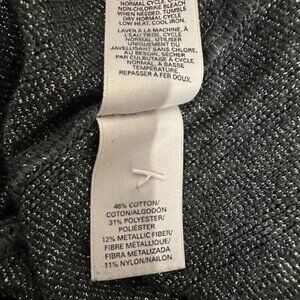 NORMAL CYCLE
NON-CHLORINE BLEACH
WHEN NEEDED, TUMBLE
DRY NORMAL CYCLE
LOW HEAT, COOL IRON.
LAVER À LA MACHINE, À
L'EAU TIÈDE, CYCLE
NORMAL, UTILISER
UNIQUEMENT DU
JAVELLISANT SANS CHLORE,
AU BESOIN, SÉCHER
PAR CULBUTAGE À CYCLE
NORMAL, À BASSE
TEMPÉRATURE.
REPASSER À FER DOUX.
46% COTTON/
COTON/ALGODÓN
31% POLYESTER/
POLIÉSTER
12% METALLIC FIBER/
FIBRE MÉTALLIQUE/
FIBRA METALIZADA
11% NYLON/NAILON